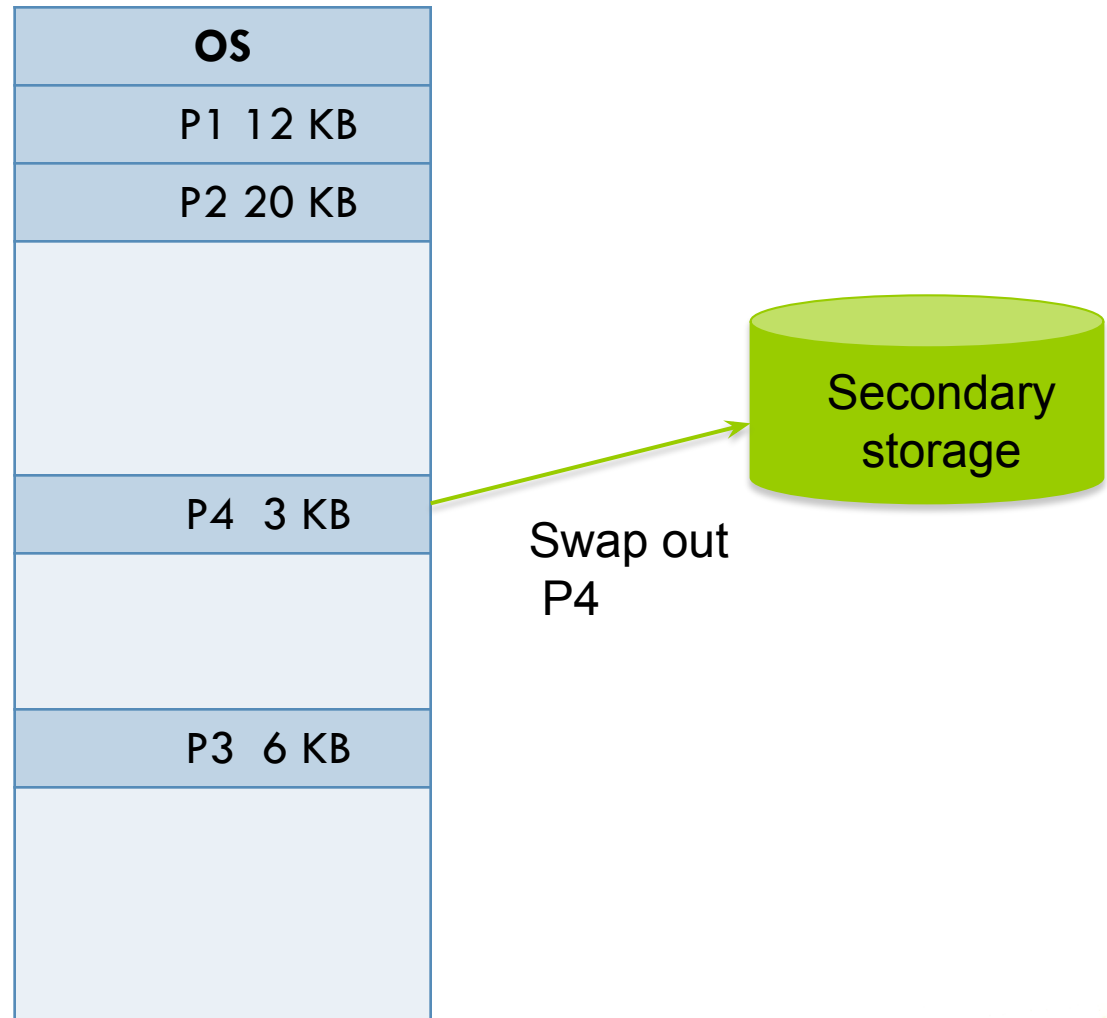 OS
P1 12 KB
P2 20 KB
P4 3 KB
P3 6 KB
Swap out
P4
Secondary
storage